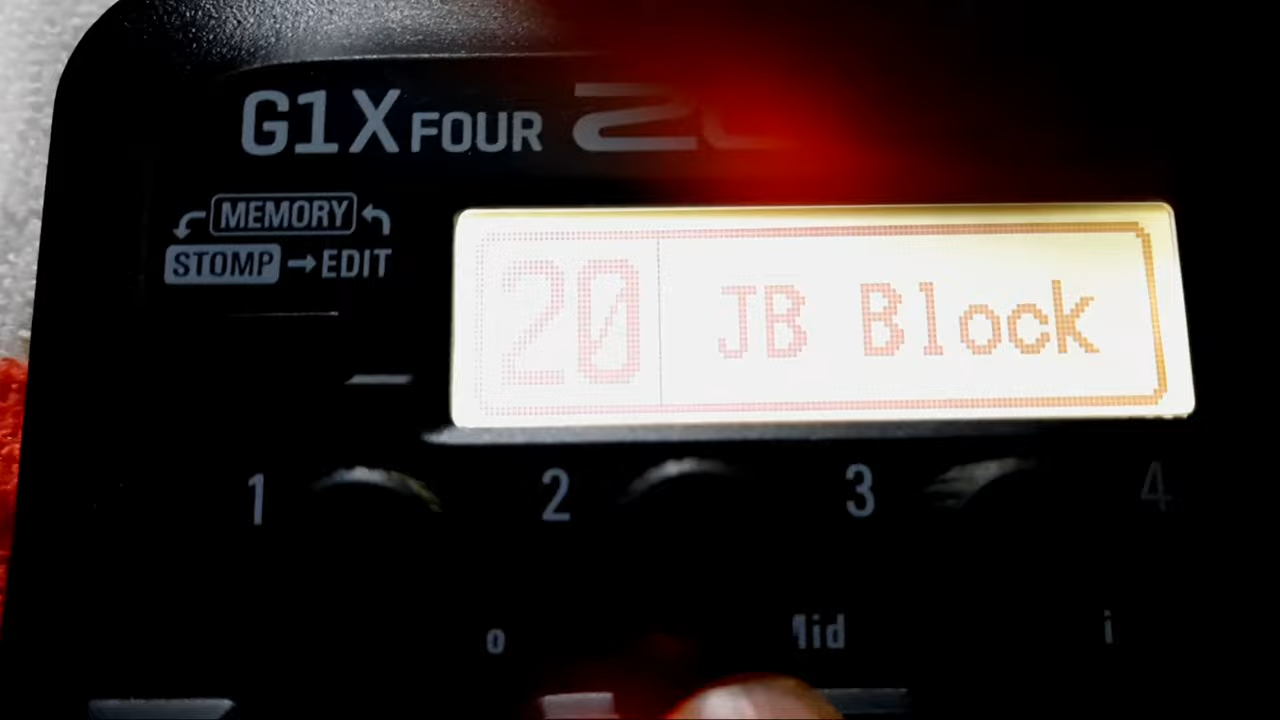 G1X FOUR
MEMORY
STOMP → EDIT
20 JB Block
1 2 3 4